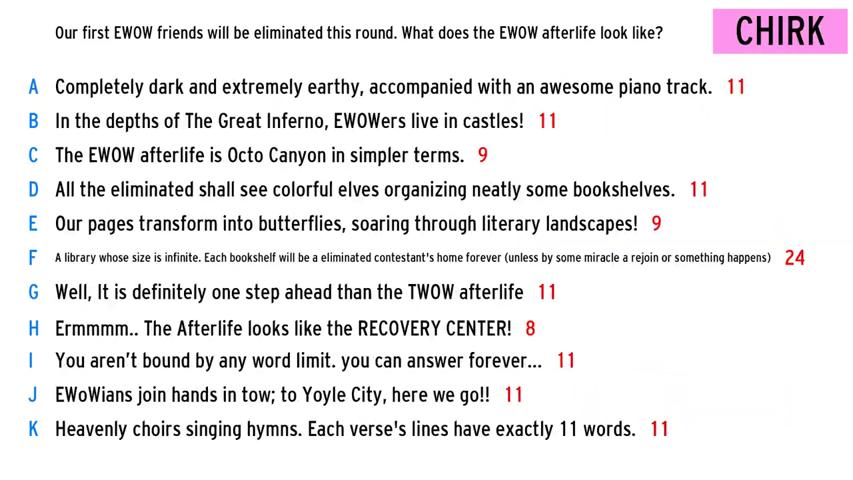 Our first EWOW friends will be eliminated this round. What does the EWOW afterlife look like?
CHIRK
A Completely dark and extremely earthy, accompanied with an awesome piano track. 11
B In the depths of The Great Inferno, EWOWers live in castles! 11
C The EWOW afterlife is Octo Canyon in simpler terms. 9
D All the eliminated shall see colorful elves organizing neatly some bookshelves. 11
E Our pages transform into butterflies, soaring through literary landscapes! 9
F A library whose size is infinite. Each bookshelf will be a eliminated contestant's home forever (unless by some miracle a rejoin or something happens) 24
G Well, It is definitely one step ahead than the TWOW afterlife 11
H Ermmmm.. The Afterlife looks like the RECOVERY CENTER! 8
I You aren't bound by any word limit. you can answer forever... 11
J EWoWians join hands in tow; to Yoyle City, here we go!! 11
K Heavenly choirs singing hymns. Each verse's lines have exactly 11 words. 11